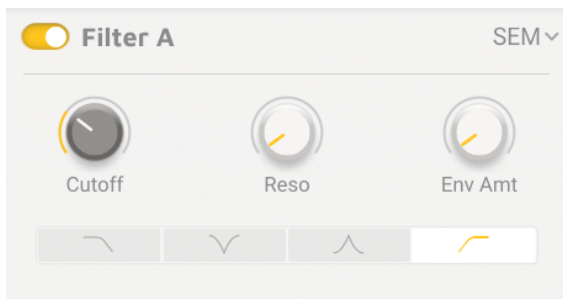 Filter A
SEM
Cutoff
Reso
Env Amt